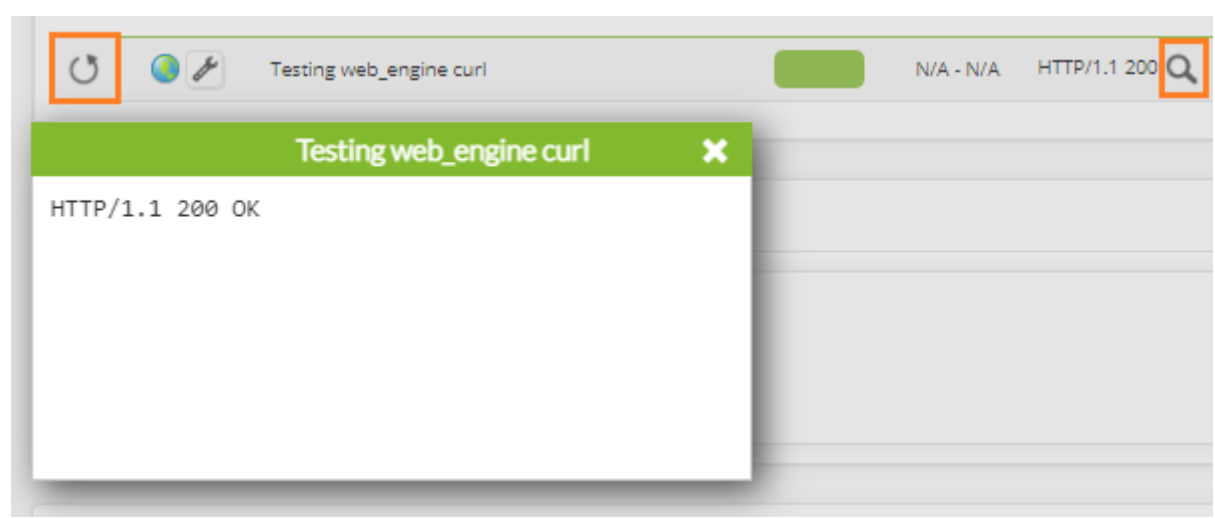 Testing web_engine curl N/A - N/A HTTP/1.1 200
Testing web_engine curl
HTTP/1.1 200 OK